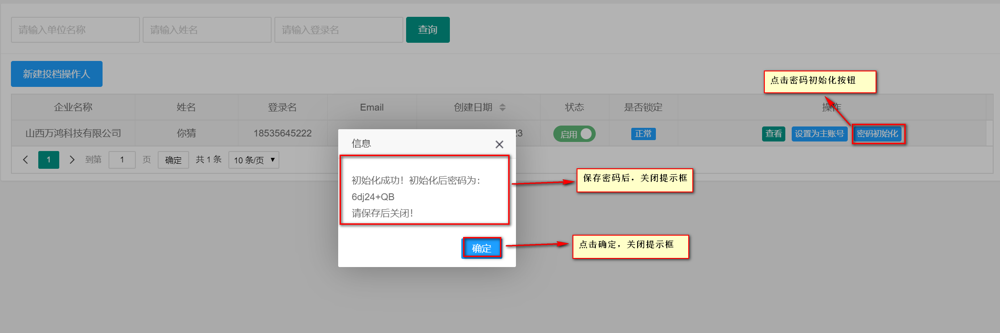 请输入单位名称 请输入姓名 请输入登录名 查询
新建投档操作人
点击密码初始化按钮
企业名称 姓名 登录名 Email 创建日期 状态 是否锁定 操作
山西万鸿科技有限公司 你猜 18535645222 23 启用 正常 查看 设置为主账号 密码初始化
信息
1 到第 1 页 确定 共 1 条 10 条/页
初始化成功！初始化后密码为：
6dj24+QB
请保存后关闭！
保存密码后，关闭提示框
确定
点击确定，关闭提示框